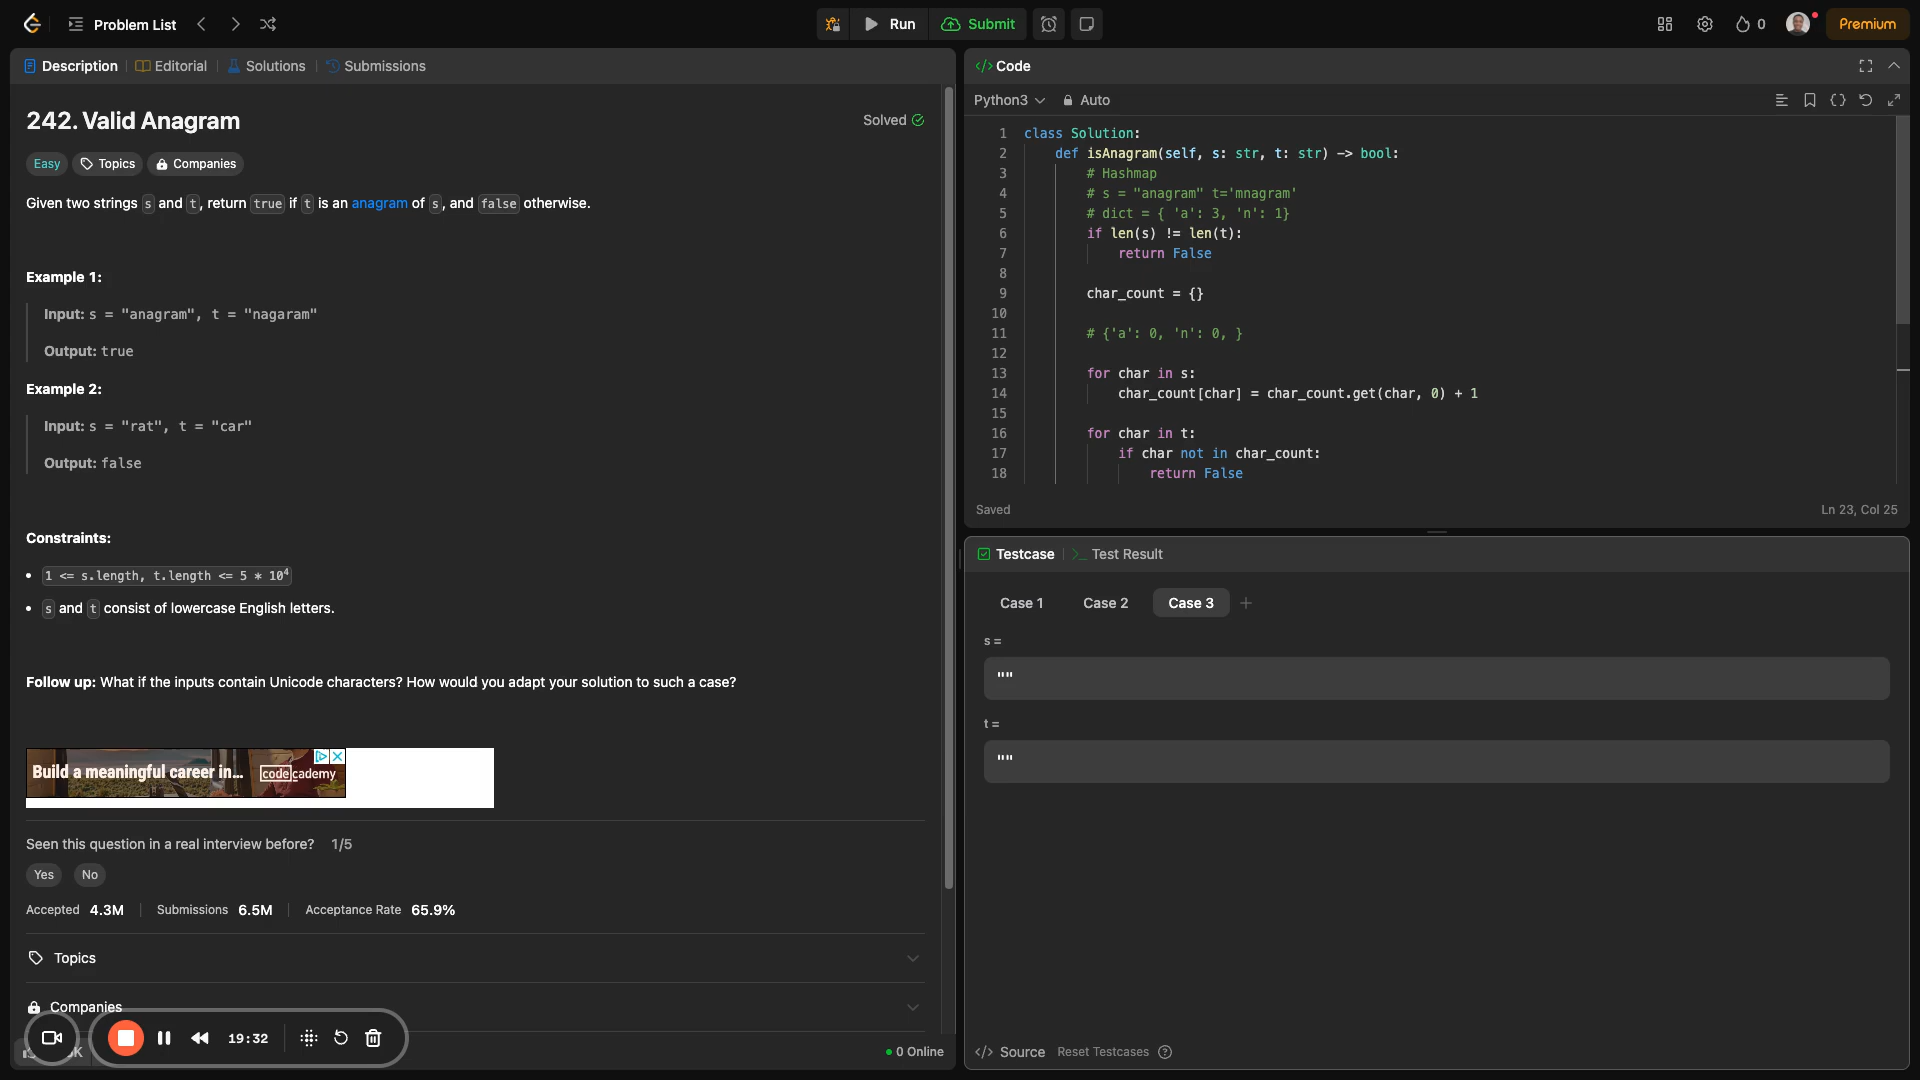 Problem List
Run
Submit
0
Premium
Description
Editorial
Solutions
Submissions
242. Valid Anagram
Solved
Easy
Topics
Companies
Given two strings s and t, return true if t is an anagram of s, and false otherwise.
Example 1:
Input: s = "anagram", t = "nagaram"
Output: true
Example 2:
Input: s = "rat", t = "car"
Output: false
Constraints:
• 1 <= s.length, t.length <= 5 * 10⁴
• s and t consist of lowercase English letters.
Follow up: What if the inputs contain Unicode characters? How would you adapt your solution to such a case?
Build a meaningful career in...
codecademy
Seen this question in a real interview before? 1/5
Yes
No
Accepted 4.3M
Submissions 6.5M
Acceptance Rate 65.9%
Topics
Companies
19:32
K
0 Online
</> Code
Python3
Auto
1 class Solution:
2 def isAnagram(self, s: str, t: str) -> bool:
3 # Hashmap
4 # s = "anagram" t='mnagram'
5 # dict = { 'a': 3, 'n': 1}
6 if len(s) != len(t):
7 return False
8
9 char_count = {}
10
11 # {'a': 0, 'n': 0, }
12
13 for char in s:
14 char_count[char] = char_count.get(char, 0) + 1
15
16 for char in t:
17 if char not in char_count:
18 return False
Saved
Ln 23, Col 25
Testcase
>_ Test Result
Case 1
Case 2
Case 3
+
s =
""
t =
""
</> Source
Reset Testcases
?